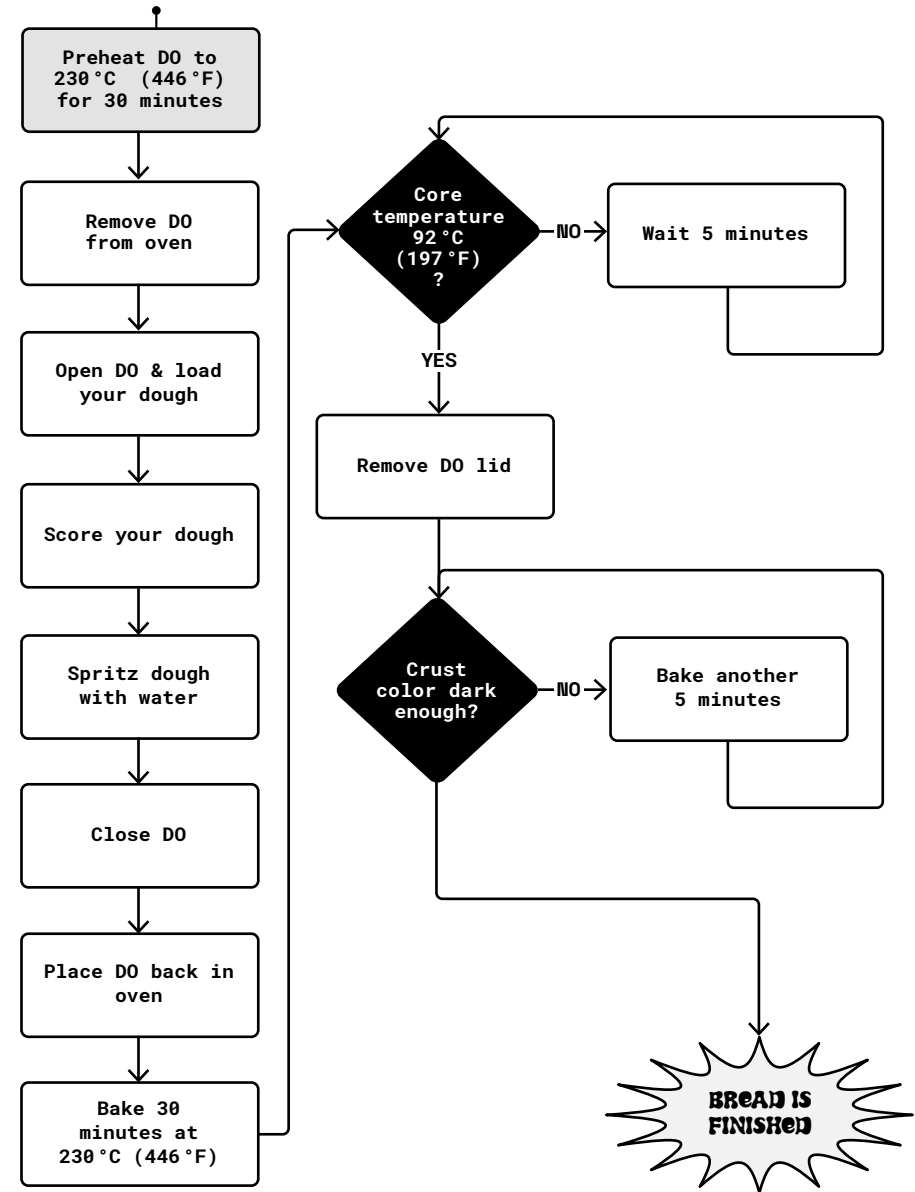 Preheat DO to
230°C (446°F)
for 30 minutes
Remove DO
from oven
Open DO & load
your dough
Score your dough
Spritz dough
with water
Close DO
Place DO back in
oven
Bake 30
minutes at
230°C (446°F)
Core
temperature
92°C
(197°F)
?
NO
Wait 5 minutes
YES
Remove DO lid
Crust
color dark
enough?
NO
Bake another
5 minutes
BREAD IS
FINISHED